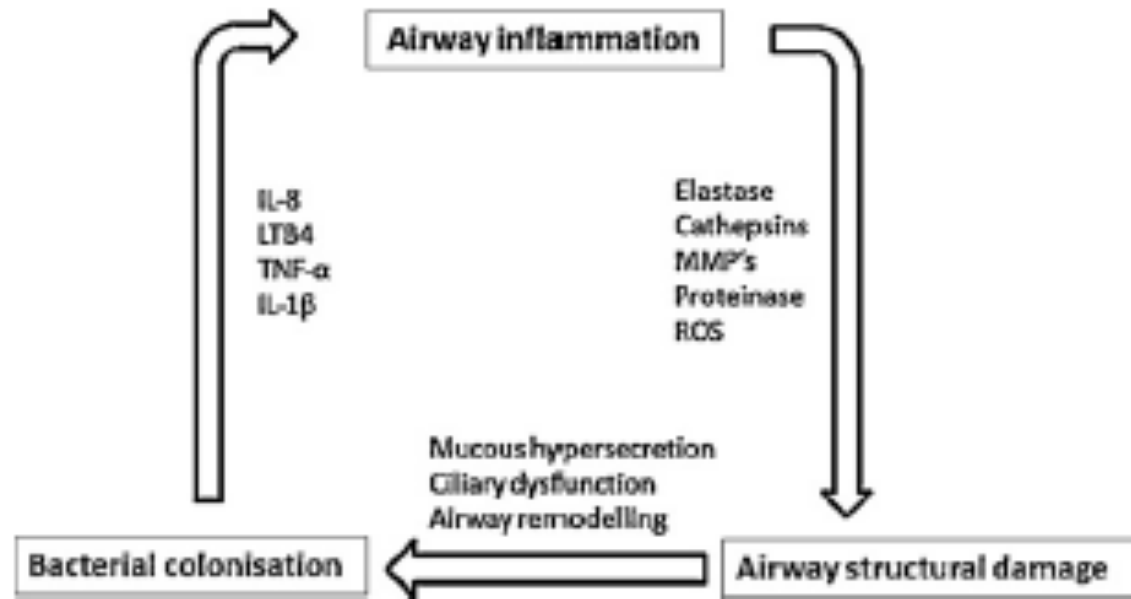 Airway inflammation
IL-8
LTB4
TNF-α
IL-1β
Elastase
Cathepsins
MMP's
Proteinase
ROS
Mucous hypersecretion
Ciliary dysfunction
Airway remodelling
Bacterial colonisation
Airway structural damage